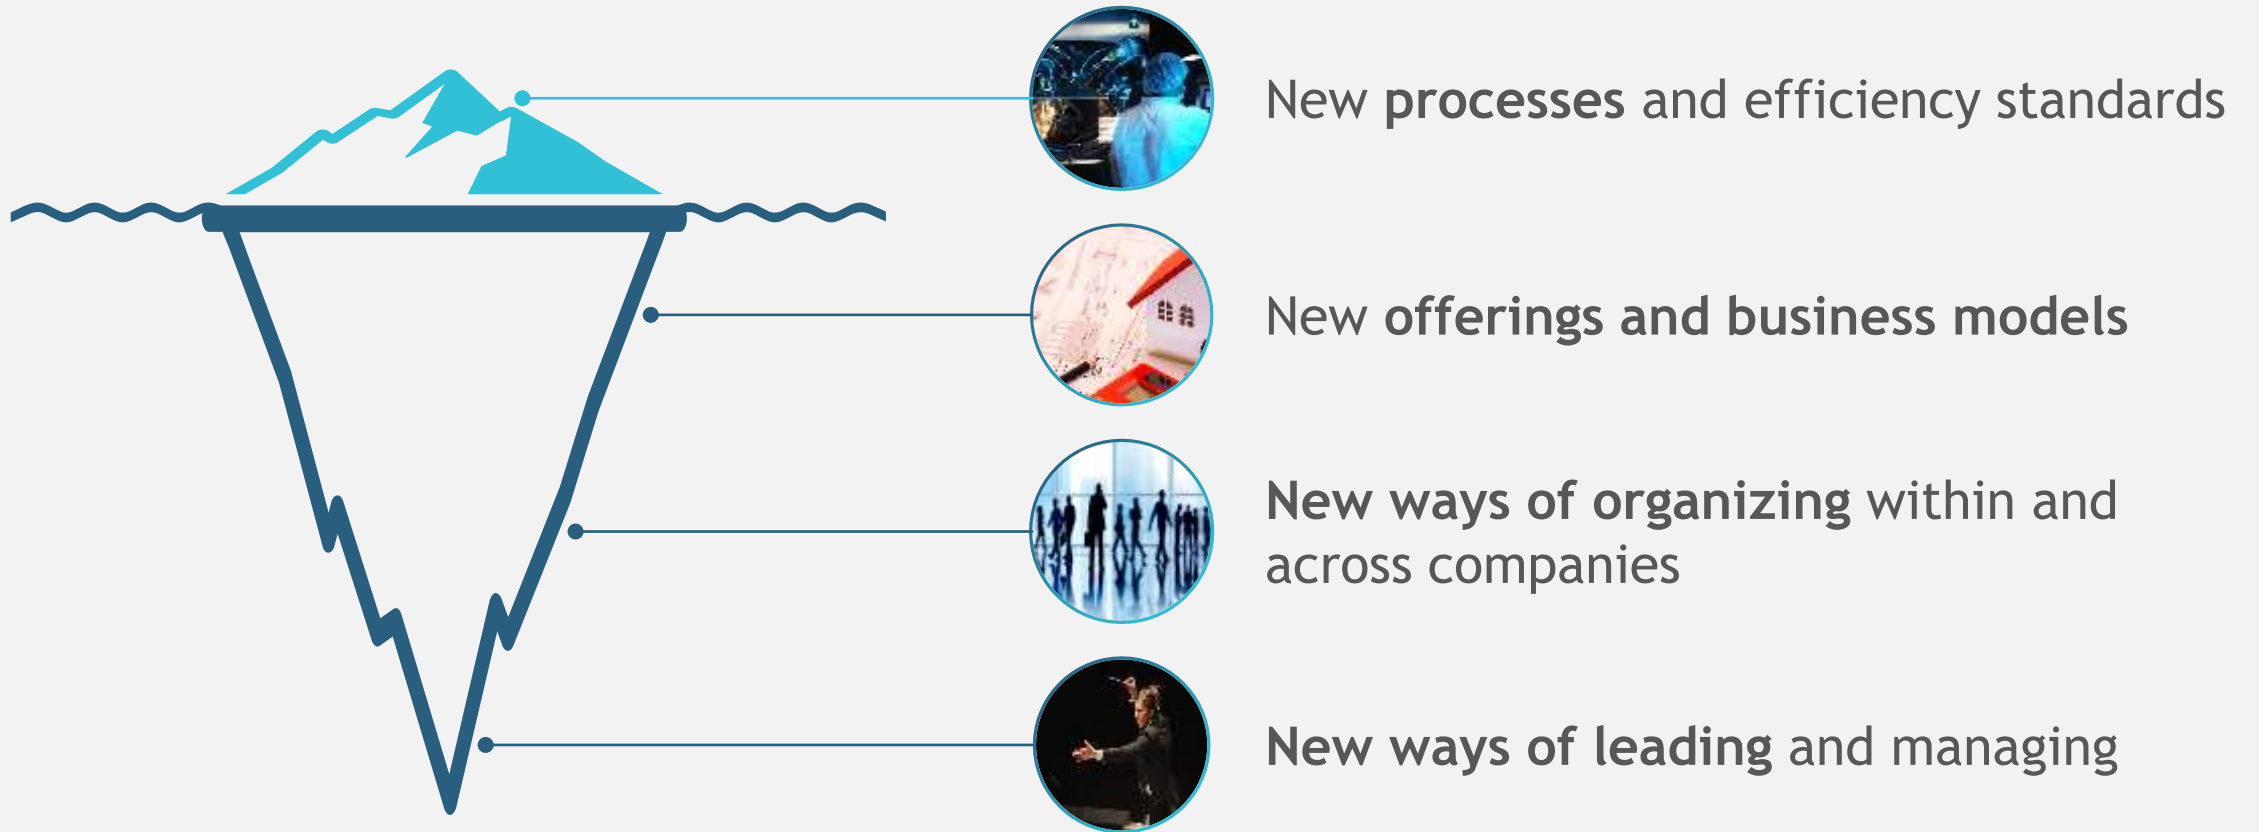 New processes and efficiency standards
New offerings and business models
New ways of organizing within and
across companies
New ways of leading and managing